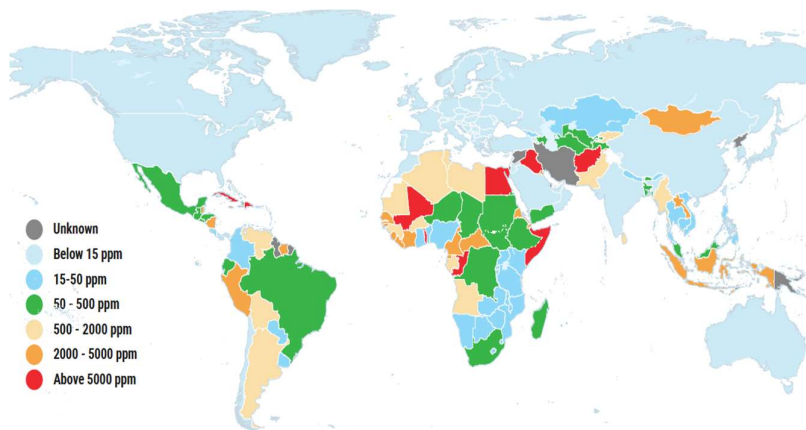 Unknown
Below 15 ppm
15-50 ppm
50 - 500 ppm
500 - 2000 ppm
2000 - 5000 ppm
Above 5000 ppm